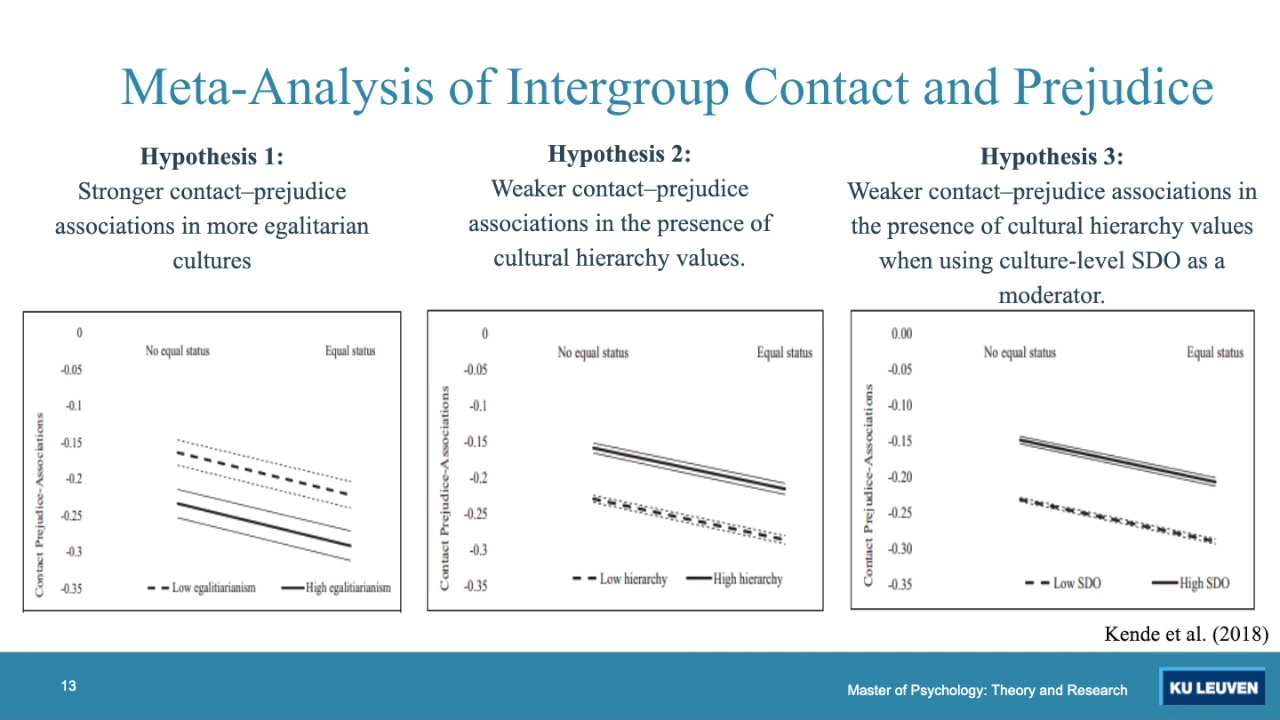 Meta-Analysis of Intergroup Contact and Prejudice
Hypothesis 1:
Stronger contact–prejudice
associations in more egalitarian
cultures
Hypothesis 2:
Weaker contact–prejudice
associations in the presence of
cultural hierarchy values.
Hypothesis 3:
Weaker contact–prejudice associations in
the presence of cultural hierarchy values
when using culture-level SDO as a
moderator.
0
No equal status
Equal status
-0.05
-0.1
-0.15
-0.2
-0.25
-0.3
-0.35
Contact Prejudice-Associations
Low egalitiarianism
High egalitiarianism
0
No equal status
Equal status
-0.05
-0.1
-0.15
-0.2
-0.25
-0.3
-0.35
Contact Prejudice-Associations
Low hierarchy
High hierarchy
0.00
No equal status
Equal status
-0.05
-0.10
-0.15
-0.20
-0.25
-0.30
-0.35
Contact Prejudice-Associations
Low SDO
High SDO
Kende et al. (2018)
13
Master of Psychology: Theory and Research
KU LEUVEN